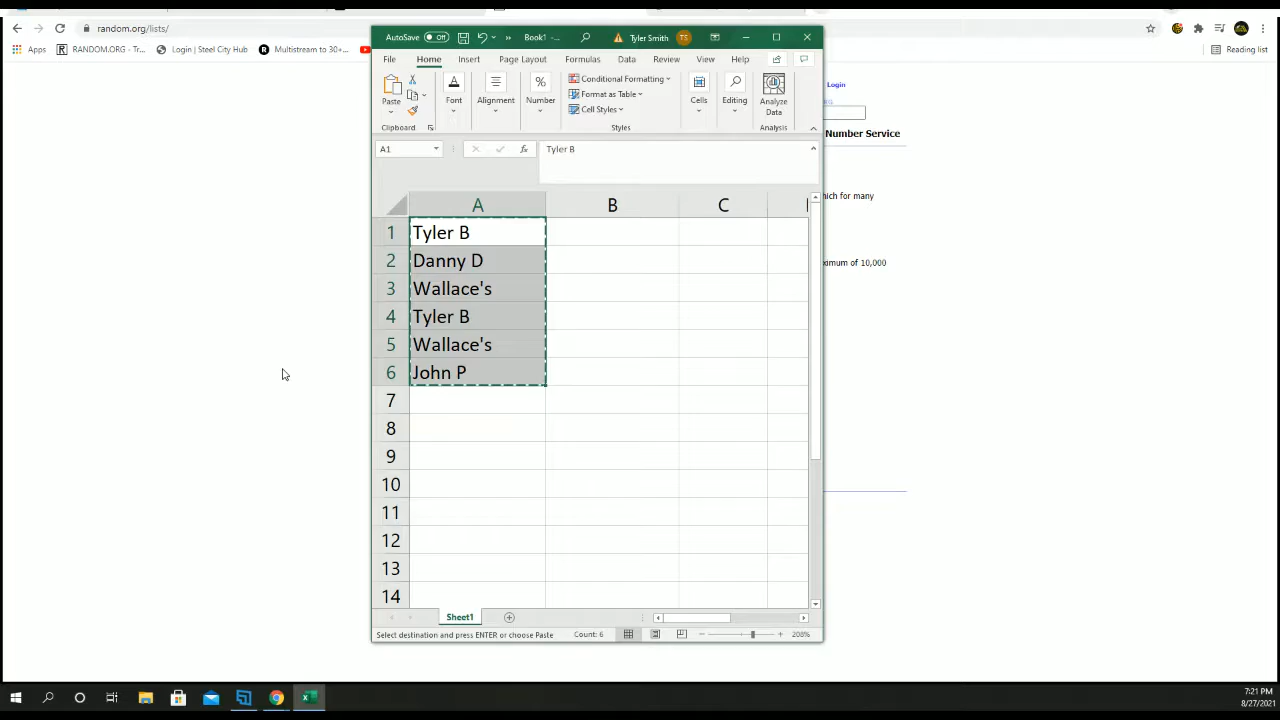 random.org/lists/
Apps
RANDOM.ORG - Tr...
Login | Steel City Hub
Multistream to 30+...
Reading list
AutoSave
Off
Book1 -...
Tyler Smith
TS
File
Home
Insert
Page Layout
Formulas
Data
Review
View
Help
Paste
Font
Alignment
Number
Conditional Formatting
Format as Table
Cell Styles
Cells
Editing
Analyze
Data
Clipboard
Styles
Analysis
A1
fx
Tyler B
A
B
C
1
Tyler B
2
Danny D
3
Wallace's
4
Tyler B
5
Wallace's
6
John P
7
8
9
10
11
12
13
14
Sheet1
Select destination and press ENTER or choose Paste
Count: 6
208%
Login
Number Service
hich for many
ximum of 10,000
7:21 PM
8/27/2021